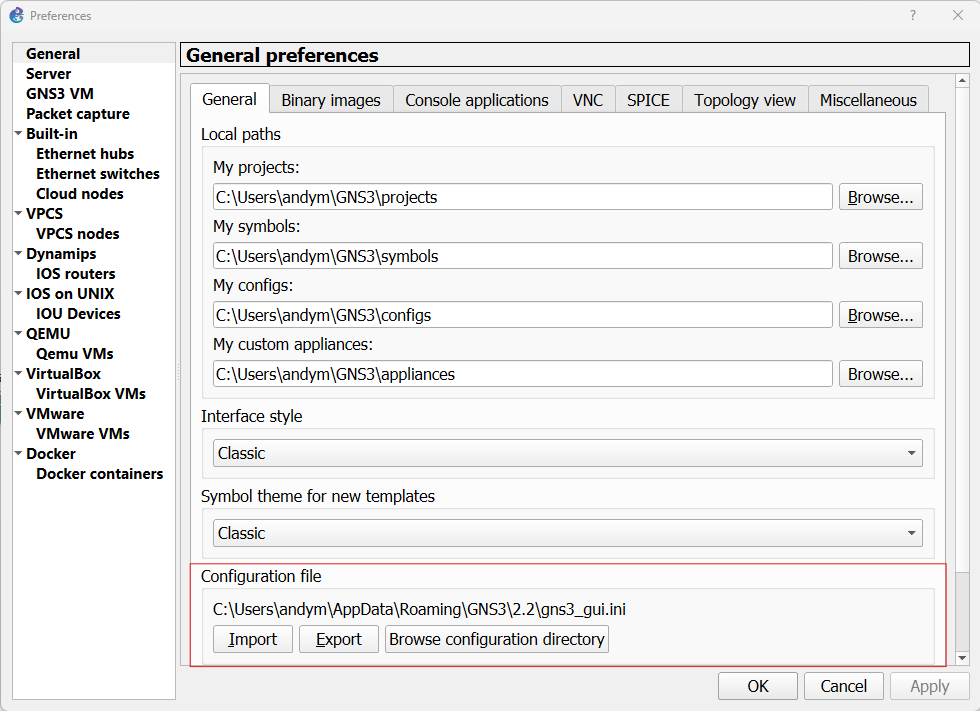 Preferences
?
General
Server
GNS3 VM
Packet capture
Built-in
Ethernet hubs
Ethernet switches
Cloud nodes
VPCS
VPCS nodes
Dynamips
IOS routers
IOS on UNIX
IOU Devices
QEMU
Qemu VMs
VirtualBox
VirtualBox VMs
VMware
VMware VMs
Docker
Docker containers
General preferences
General Binary images Console applications VNC SPICE Topology view Miscellaneous
Local paths
My projects:
C:\Users\andym\GNS3\projects Browse...
My symbols:
C:\Users\andym\GNS3\symbols Browse...
My configs:
C:\Users\andym\GNS3\configs Browse...
My custom appliances:
C:\Users\andym\GNS3\appliances Browse...
Interface style
Classic
Symbol theme for new templates
Classic
Configuration file
C:\Users\andym\AppData\Roaming\GNS3\2.2\gns3_gui.ini
Import Export Browse configuration directory
OK Cancel Apply